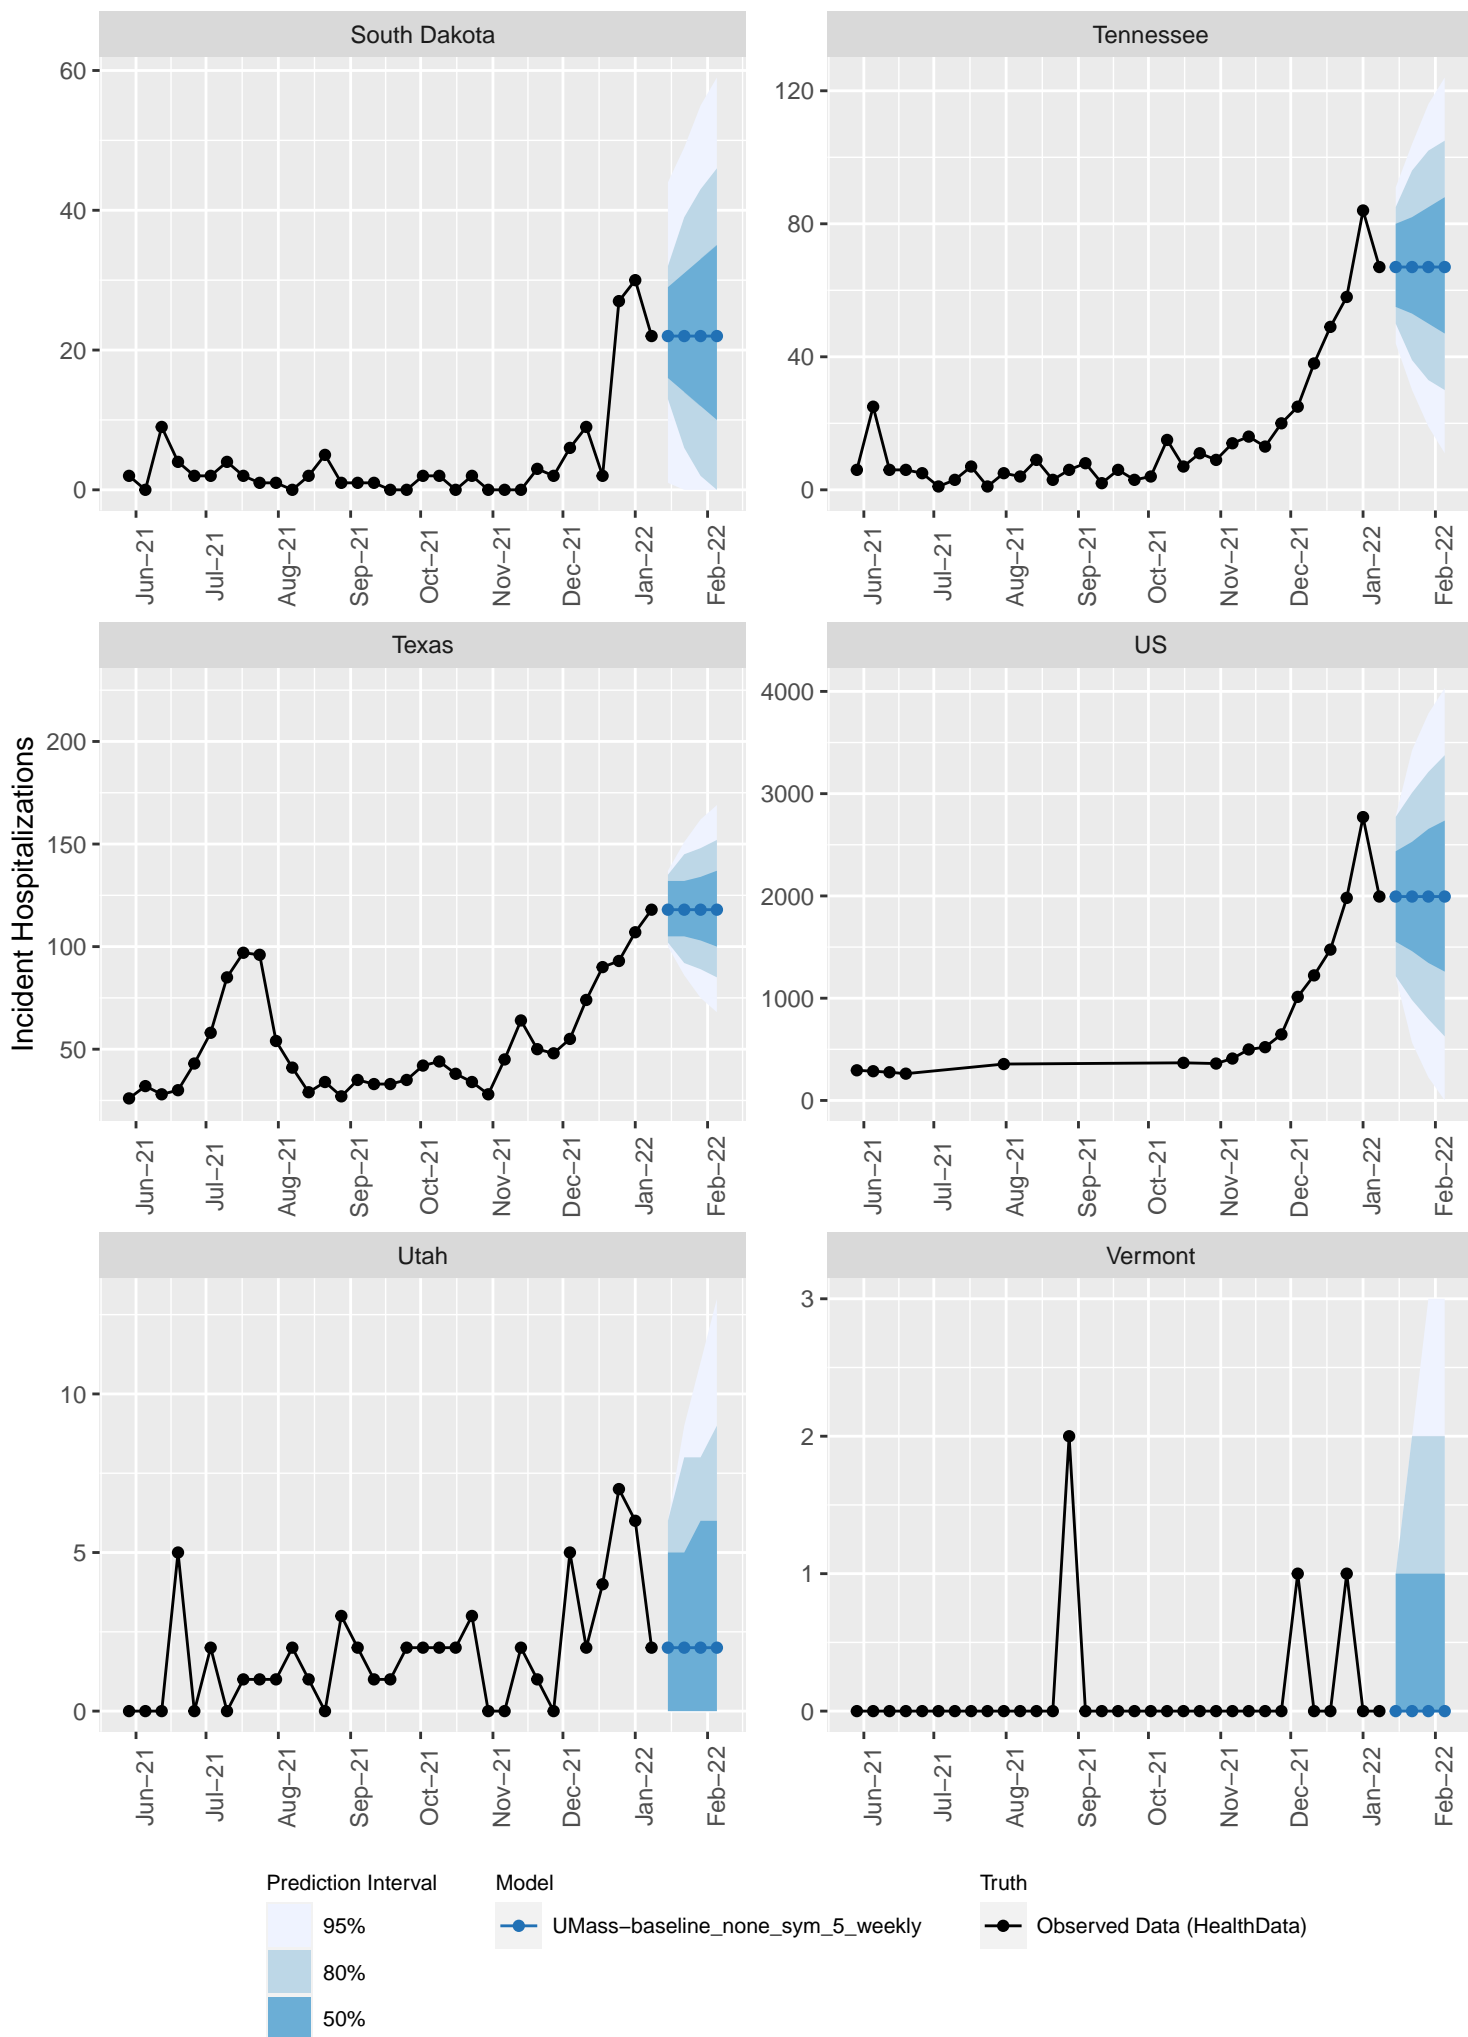 South Dakota
Tennessee
60
40
20
0
120
80
40
0
Jun−21
Jul−21
Aug−21
Sep−21
Oct−21
Nov−21
Dec−21
Jan−22
Feb−22
Jun−21
Jul−21
Aug−21
Sep−21
Oct−21
Nov−21
Dec−21
Jan−22
Feb−22
Incident Hospitalizations
Texas
US
200
150
100
50
4000
3000
2000
1000
0
Jun−21
Jul−21
Aug−21
Sep−21
Oct−21
Nov−21
Dec−21
Jan−22
Feb−22
Jun−21
Jul−21
Aug−21
Sep−21
Oct−21
Nov−21
Dec−21
Jan−22
Feb−22
Utah
Vermont
10
5
0
3
2
1
0
Jun−21
Jul−21
Aug−21
Sep−21
Oct−21
Nov−21
Dec−21
Jan−22
Feb−22
Jun−21
Jul−21
Aug−21
Sep−21
Oct−21
Nov−21
Dec−21
Jan−22
Feb−22
Prediction Interval
95%
80%
50%
Model
UMass−baseline_none_sym_5_weekly
Truth
Observed Data (HealthData)